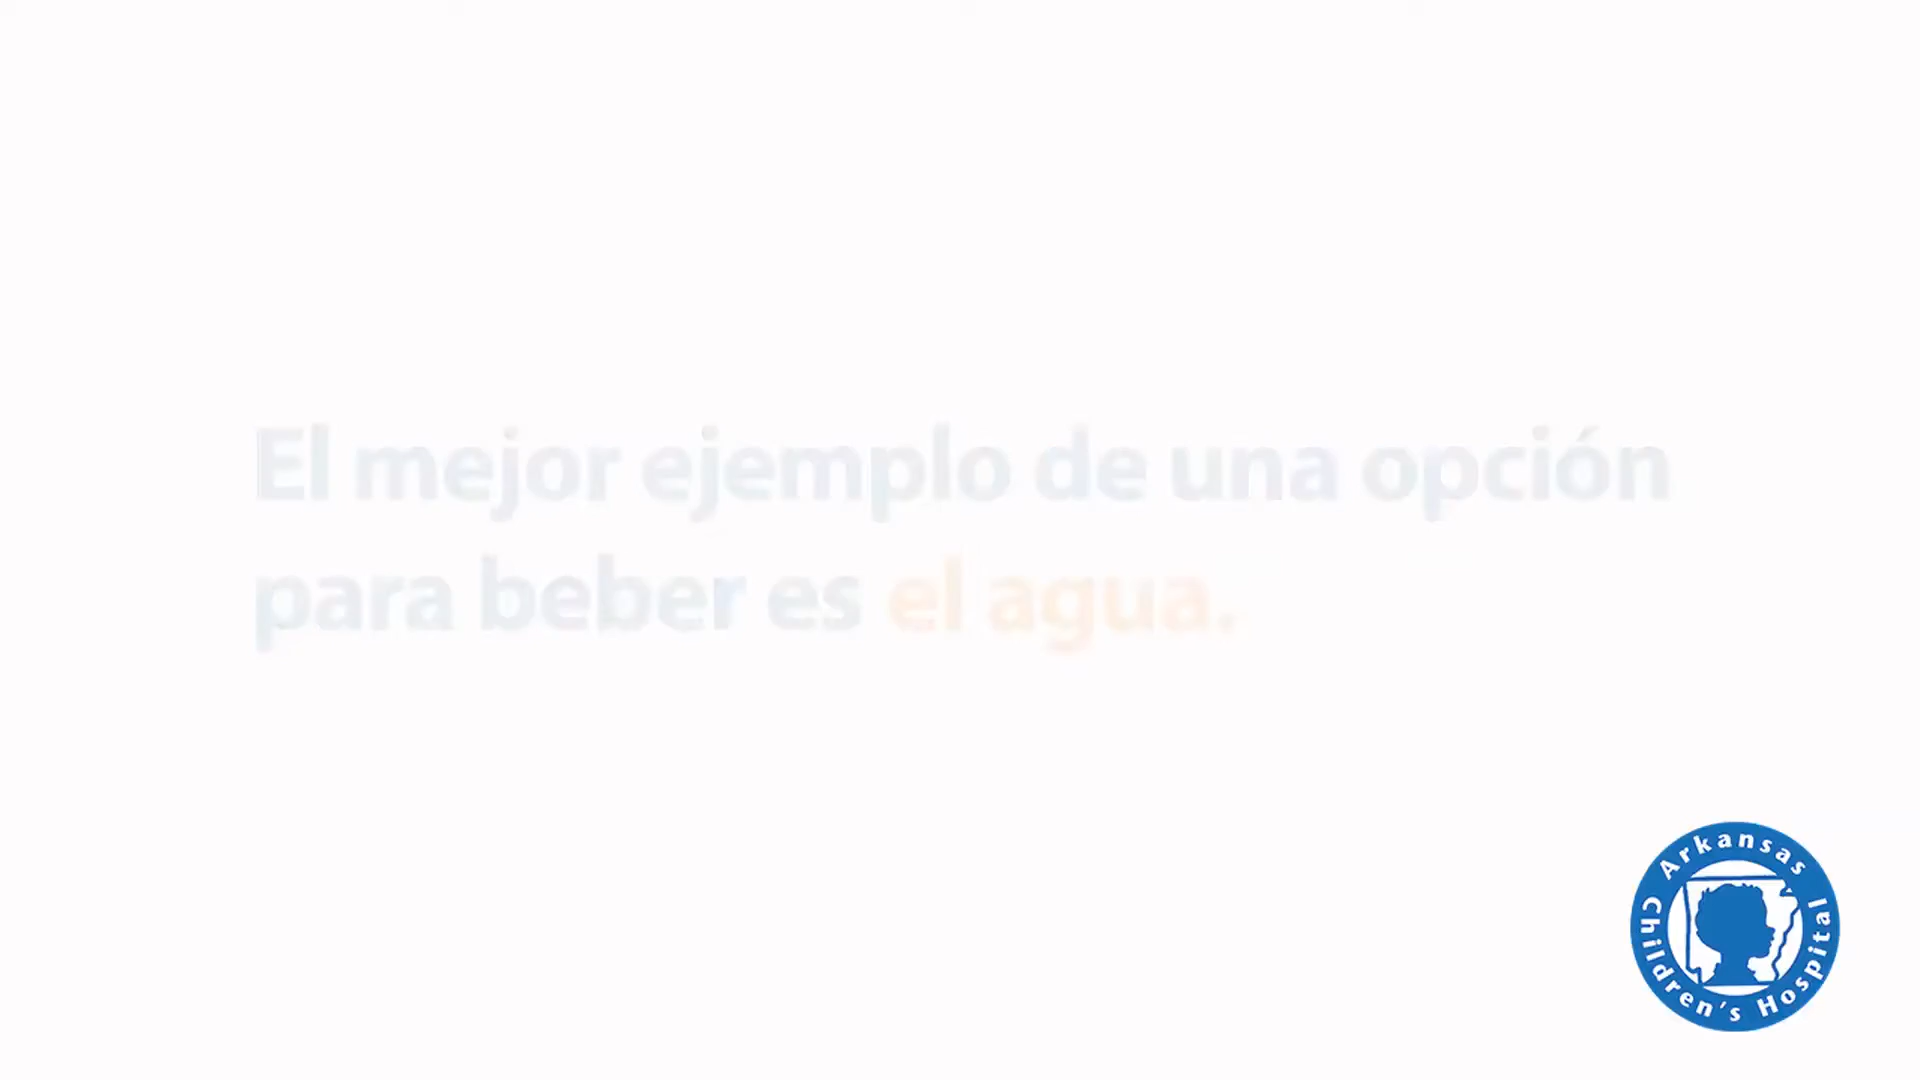 El mejor ejemplo de una opción
para beber es el agua.
Arkansas Children's Hospital